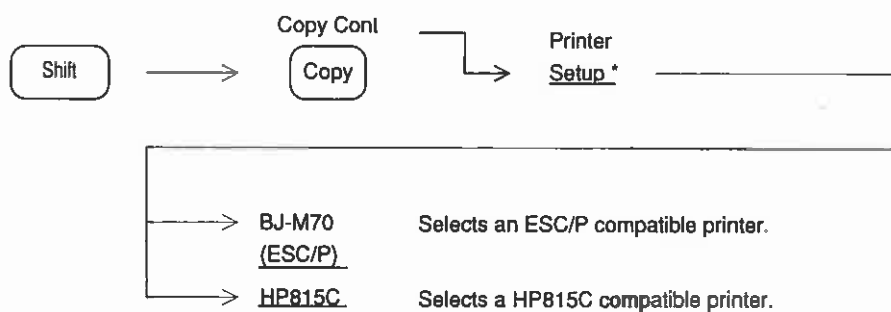 Copy Cont
Shift
Copy
Printer
Setup *
BJ-M70 Selects an ESC/P compatible printer.
(ESC/P)
HP815C Selects a HP815C compatible printer.